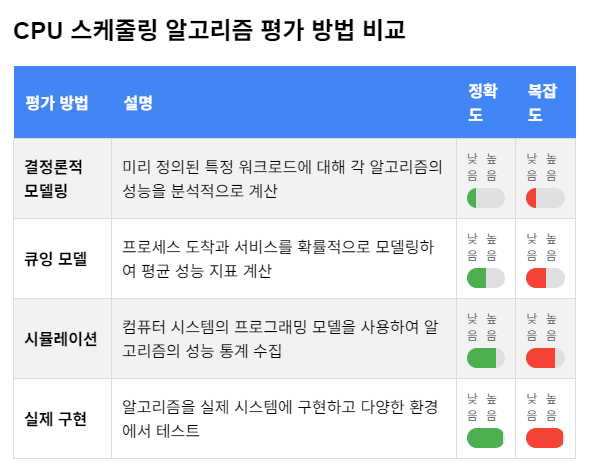 CPU 스케줄링 알고리즘 평가 방법 비교
평가 방법 설명 정확 복잡
도 도
결정론적 미리 정의된 특정 워크로드에 대해 각 알고리즘의 낮 높 낮 높
모델링 성능을 분석적으로 계산 음 음 음 음
큐잉 모델 프로세스 도착과 서비스를 확률적으로 모델링하 낮 높 낮 높
여 평균 성능 지표 계산 음 음 음 음
시뮬레이션 컴퓨터 시스템의 프로그래밍 모델을 사용하여 알 낮 높 낮 높
고리즘의 성능 통계 수집 음 음 음 음
실제 구현 알고리즘을 실제 시스템에 구현하고 다양한 환경 낮 높 낮 높
에서 테스트 음 음 음 음